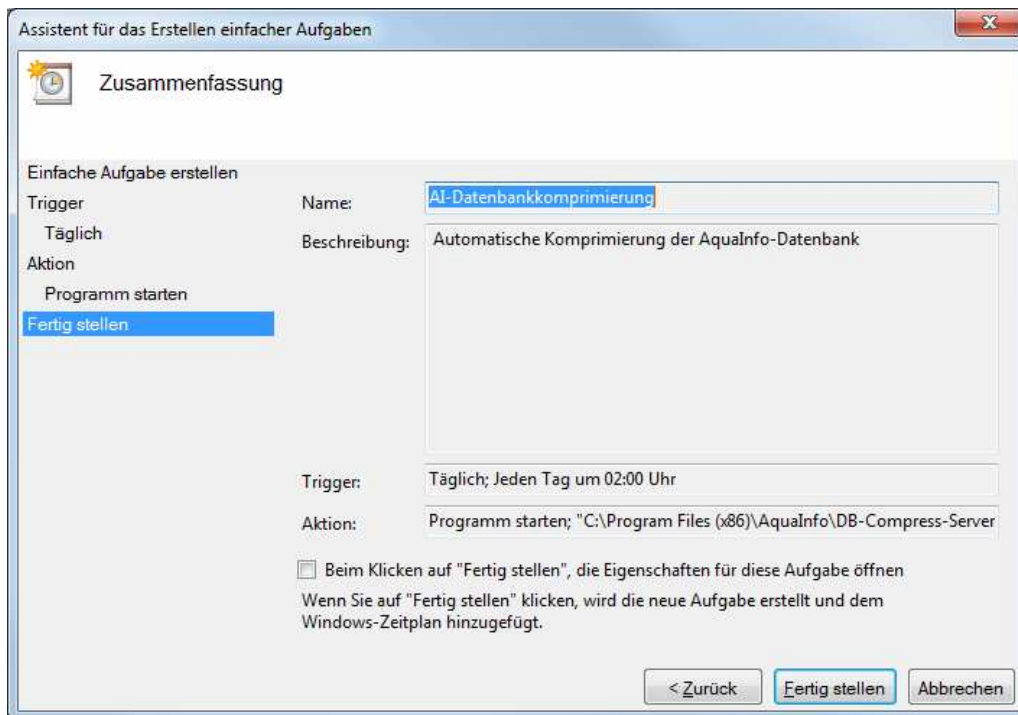 Assistent für das Erstellen einfacher Aufgaben
Zusammenfassung
Einfache Aufgabe erstellen
Trigger
Täglich
Aktion
Programm starten
Fertig stellen
Name: AI-Datenbankkomprimierung
Beschreibung: Automatische Komprimierung der AquaInfo-Datenbank
Trigger: Täglich; Jeden Tag um 02:00 Uhr
Aktion: Programm starten; "C:\Program Files (x86)\AquaInfo\DB-Compress-Server
Beim Klicken auf "Fertig stellen", die Eigenschaften für diese Aufgabe öffnen
Wenn Sie auf "Fertig stellen" klicken, wird die neue Aufgabe erstellt und dem
Windows-Zeitplan hinzugefügt.
< Zurück Fertig stellen Abbrechen